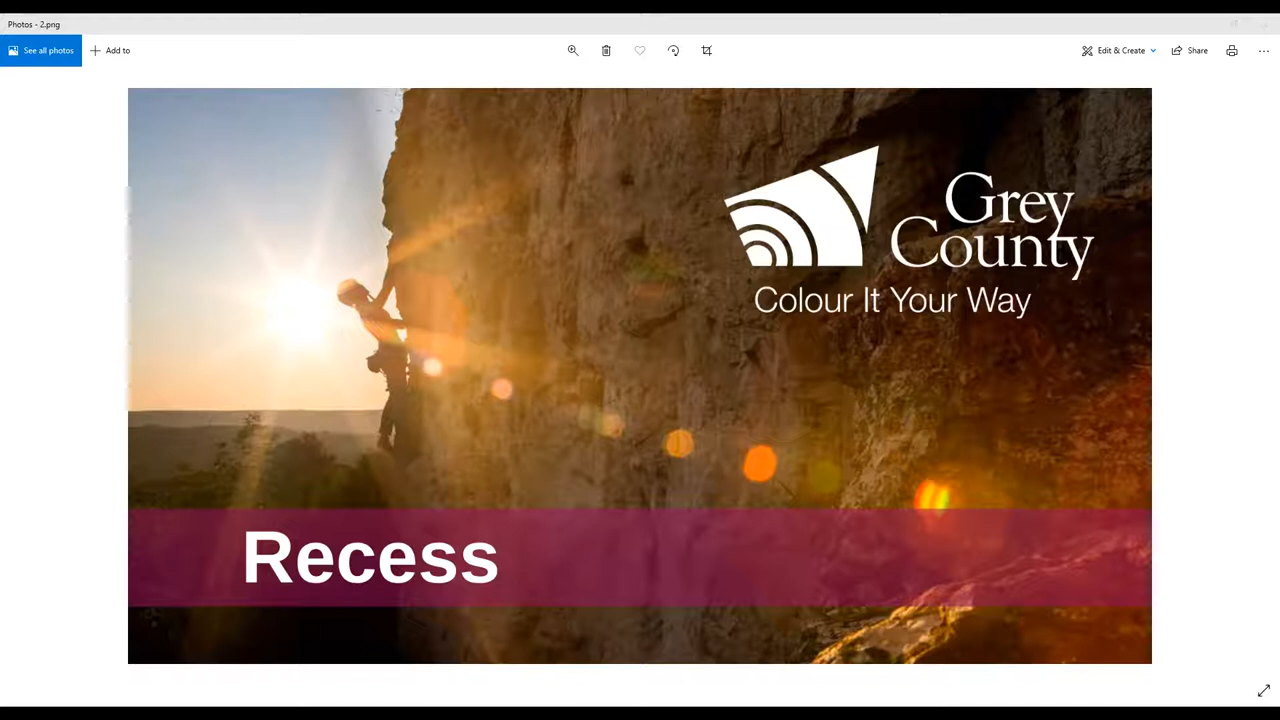 Photos - 2.png
See all photos
Add to
Edit & Create
Share
Grey
County
Colour It Your Way
Recess